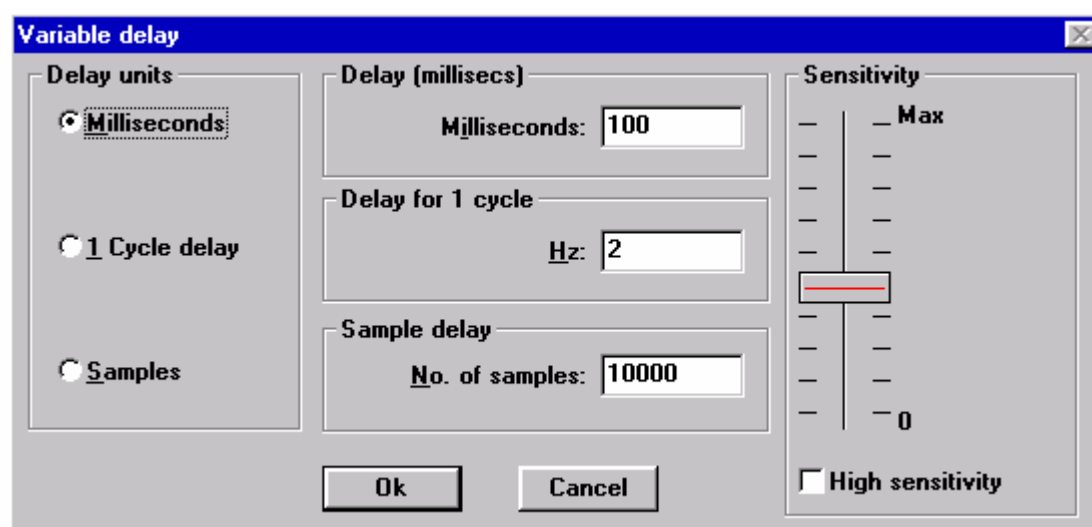 Variable delay
Delay units
Milliseconds
1 Cycle delay
Samples
Delay (millisecs)
Milliseconds: 100
Delay for 1 cycle
Hz: 2
Sample delay
No. of samples: 10000
Sensitivity
Max
0
High sensitivity
Ok
Cancel